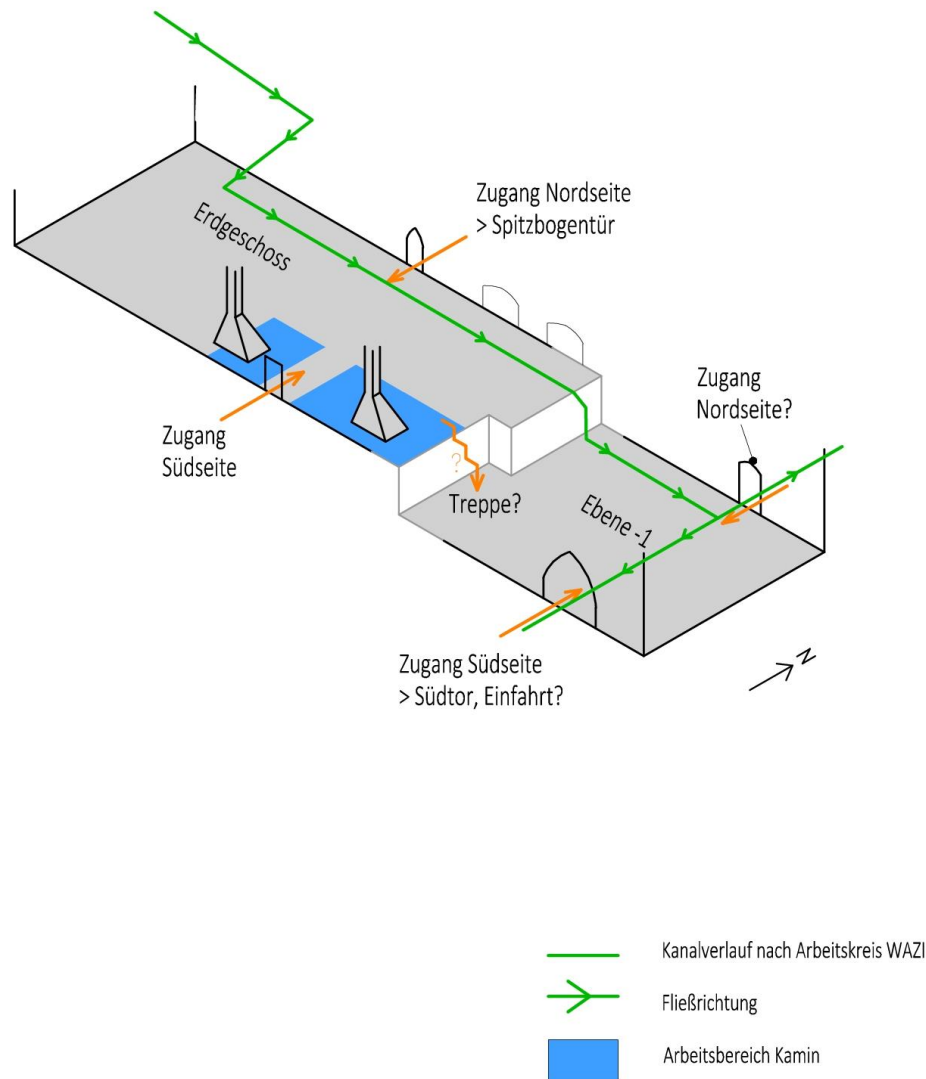 Zugang Nordseite
> Spitzbogentür
Erdgeschoss
Zugang
Nordseite?
Zugang
Südseite
?
Treppe?
Ebene -1
Zugang Südseite
> Südtor, Einfahrt?
N
Kanalverlauf nach Arbeitskreis WAZI
Fließrichtung
Arbeitsbereich Kamin